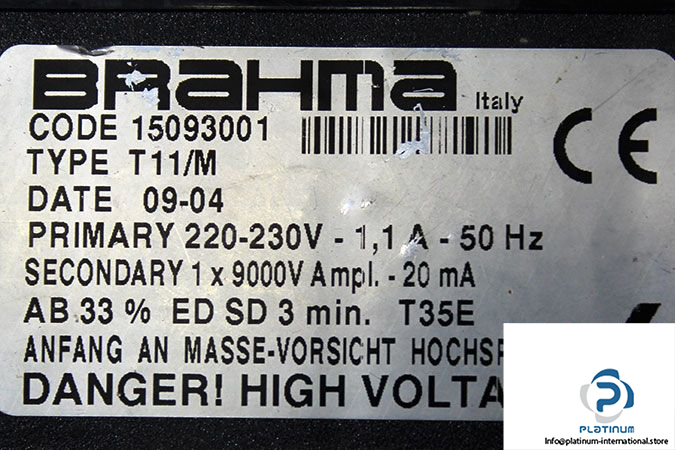 BRAHMA Italy
CODE 15093001
TYPE T11/M
DATE 09-04
PRIMARY 220-230V - 1,1 A - 50 Hz
SECONDARY 1 x 9000V Ampl. - 20 mA
AB 33 % ED SD 3 min. T35E
ANFANG AN MASSE-VORSICHT
DANGER! HIGH
CE
PLATINUM
Info@platinum-international.store